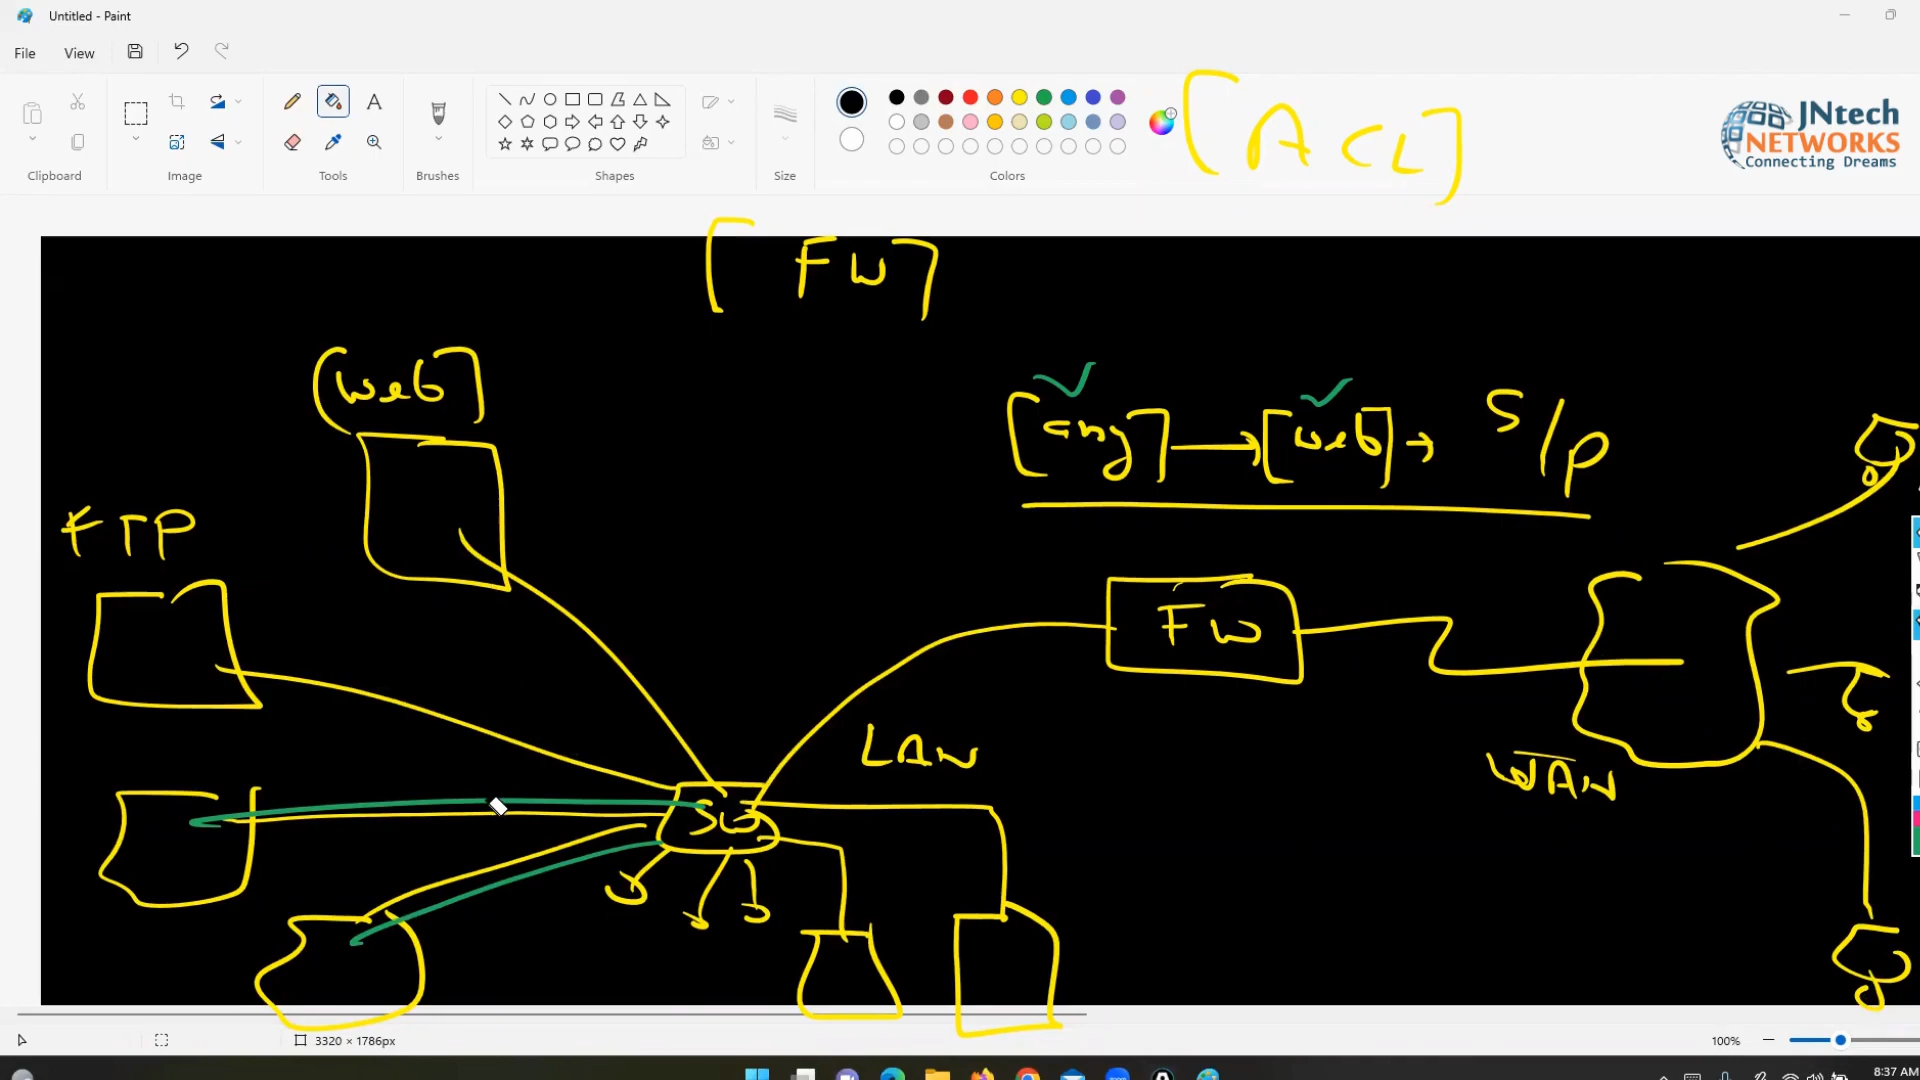 Untitled - Paint
File View
Clipboard Image Tools Brushes Shapes Size Colors
[ACL]
JNtech
NETWORKS
Connecting Dreams
[FW]
[Web]
[any] → [web] → S/P
FTP
FW
LAN
WAN
SW
3320 × 1786px
100%
8:37 AM